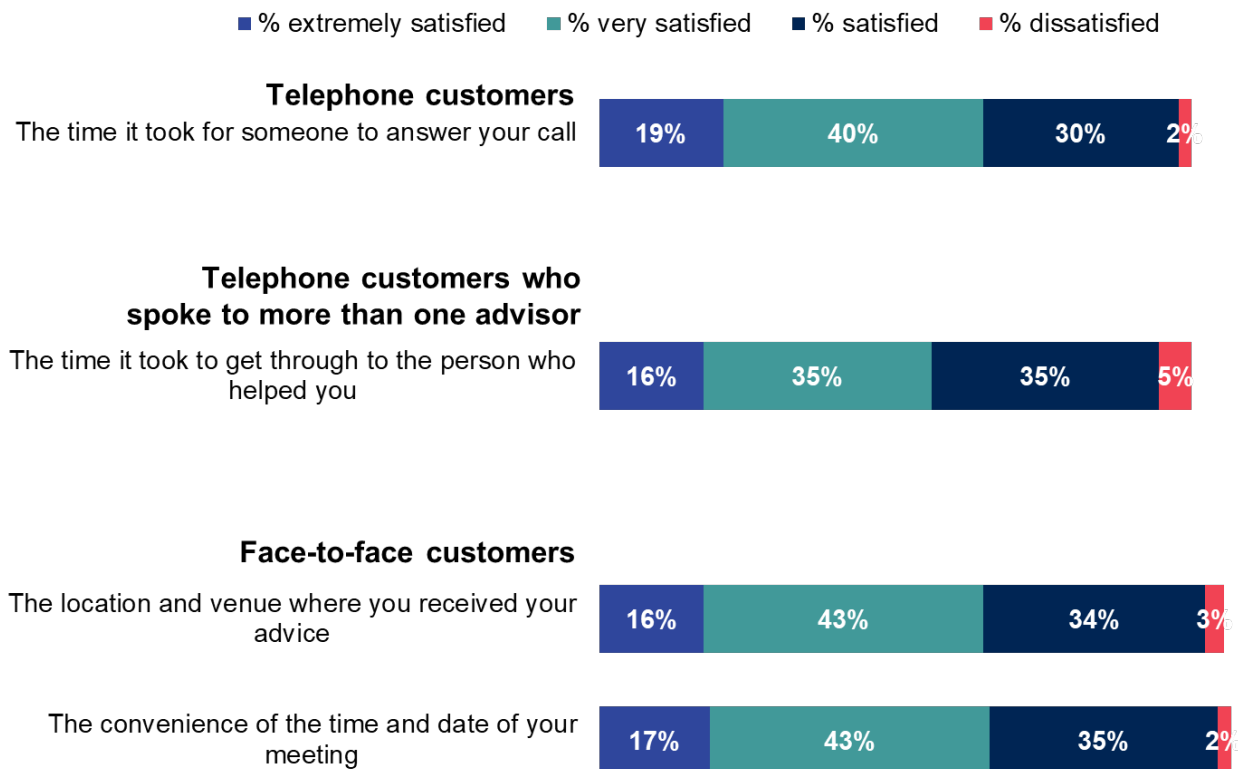 % extremely satisfied % very satisfied % satisfied % dissatisfied
Telephone customers
The time it took for someone to answer your call
19% 40% 30% 2%
Telephone customers who
spoke to more than one advisor
The time it took to get through to the person who
helped you
16% 35% 35% 5%
Face-to-face customers
The location and venue where you received your
advice
16% 43% 34% 3%
The convenience of the time and date of your
meeting
17% 43% 35% 2%